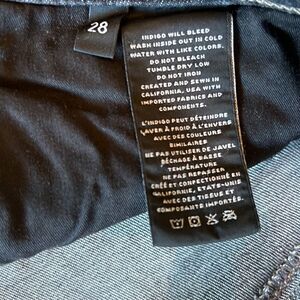 28
INDIGO WILL BLEED
WASH INSIDE OUT IN COLD
WATER WITH LIKE COLORS.
DO NOT BLEACH
TUMBLE DRY LOW
DO NOT IRON
CREATED AND SEWN IN
CALIFORNIA, USA WITH
IMPORTED FABRICS AND
COMPONENTS.
L'INDIGO PEUT DÉTEINDRE
LAVER À FROID À L'ENVERS
AVEC DES COULEURS
SIMILAIRES
NE PAS UTILISER DE JAVEL
SÉCHAGE À BASSE
TEMPÉRATURE
NE PAS REPASSER
CRÉÉ ET CONFECTIONNÉ EN
CALIFORNIE, ÉTATS-UNIS
AVEC DES TISSUS ET
COMPOSANTS IMPORTÉS.